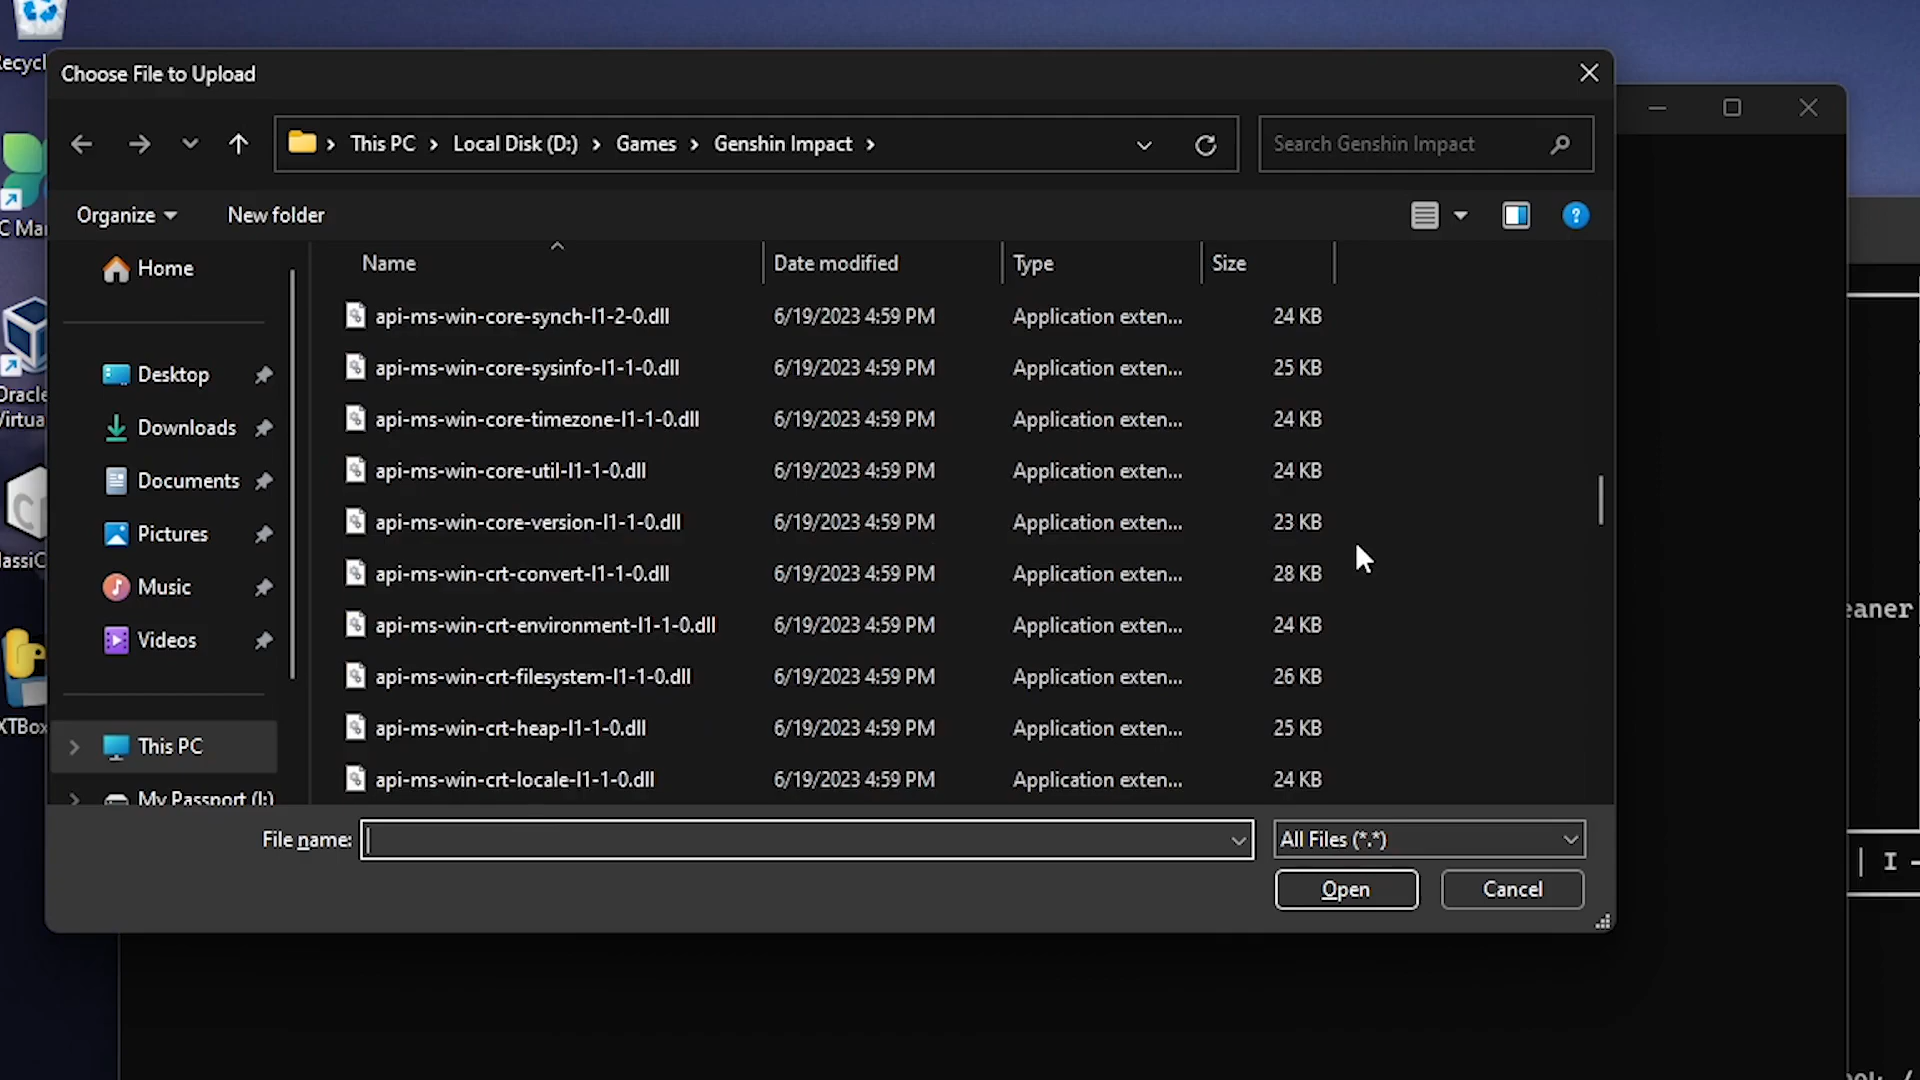 Recycl
Choose File to Upload
This PC > Local Disk (D:) > Games > Genshin Impact >
Search Genshin Impact
Organize
New folder
C Man
Oracle
Virtua
lassiC
XTBox
Home
Desktop
Downloads
Documents
Pictures
Music
Videos
This PC
My Passport (I:)
Name Date modified Type Size
api-ms-win-core-synch-l1-2-0.dll 6/19/2023 4:59 PM Application exten... 24 KB
api-ms-win-core-sysinfo-l1-1-0.dll 6/19/2023 4:59 PM Application exten... 25 KB
api-ms-win-core-timezone-l1-1-0.dll 6/19/2023 4:59 PM Application exten... 24 KB
api-ms-win-core-util-l1-1-0.dll 6/19/2023 4:59 PM Application exten... 24 KB
api-ms-win-core-version-l1-1-0.dll 6/19/2023 4:59 PM Application exten... 23 KB
api-ms-win-crt-convert-l1-1-0.dll 6/19/2023 4:59 PM Application exten... 28 KB
api-ms-win-crt-environment-l1-1-0.dll 6/19/2023 4:59 PM Application exten... 24 KB
api-ms-win-crt-filesystem-l1-1-0.dll 6/19/2023 4:59 PM Application exten... 26 KB
api-ms-win-crt-heap-l1-1-0.dll 6/19/2023 4:59 PM Application exten... 25 KB
api-ms-win-crt-locale-l1-1-0.dll 6/19/2023 4:59 PM Application exten... 24 KB
eaner
File name:
All Files (*.*)
Open
Cancel
| I -